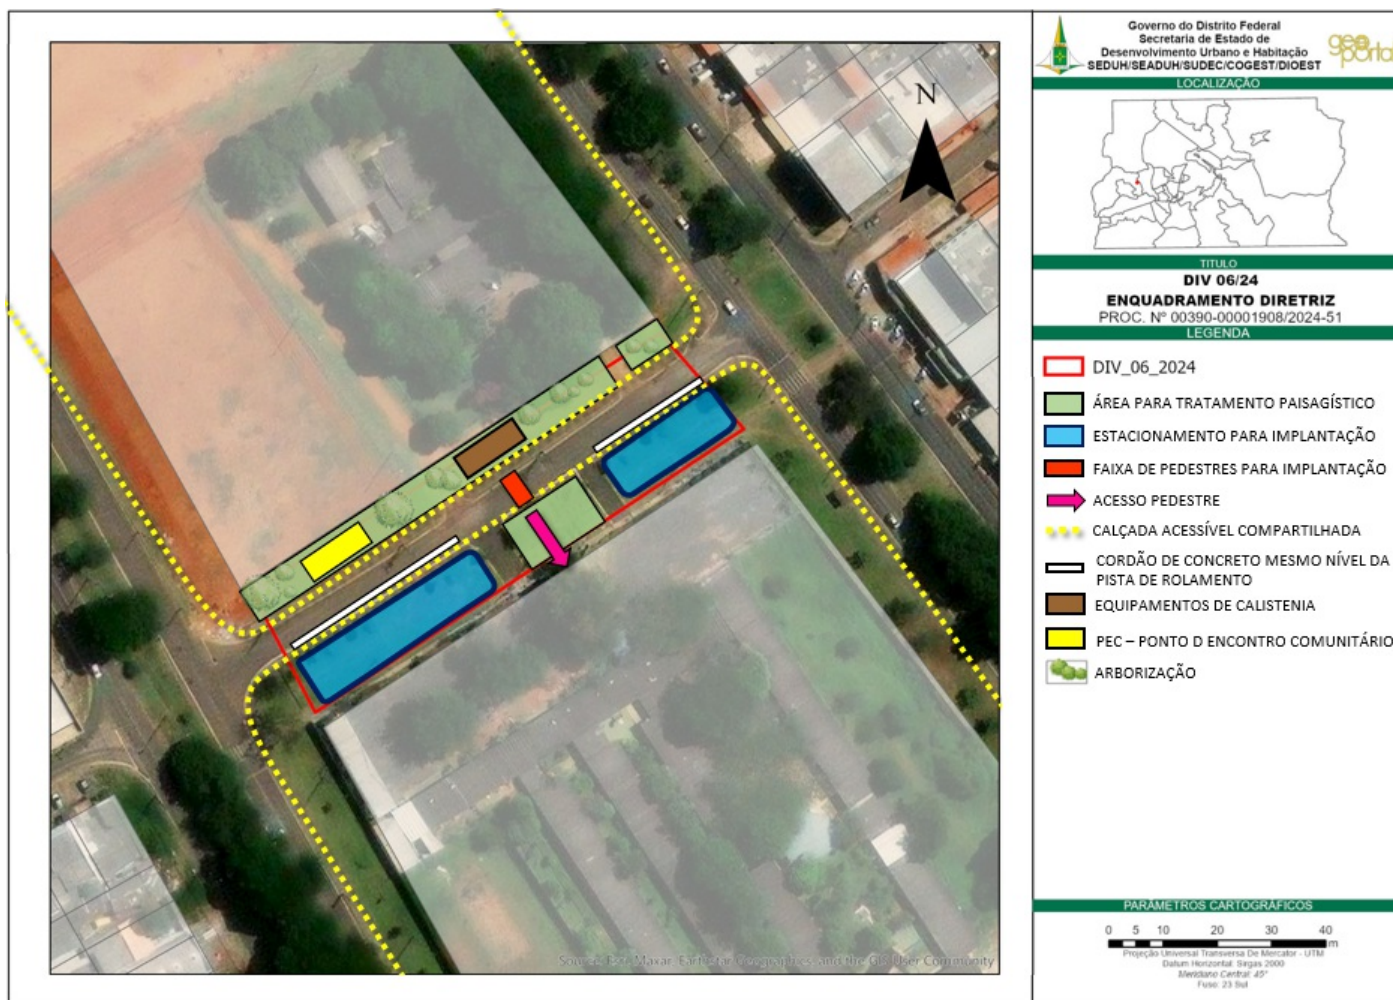 N
Source: Esri, Maxar, Earthstar Geographics, and the GIS User Community
Governo do Distrito Federal
Secretaria de Estado de
Desenvolvimento Urbano e Habitação
SEDUH/SEADUH/SUDEC/COGEST/DIOEST
geo
portal
LOCALIZAÇÃO
TITULO
DIV 06/24
ENQUADRAMENTO DIRETRIZ
PROC. Nº 00390-00001908/2024-51
LEGENDA
DIV_06_2024
ÁREA PARA TRATAMENTO PAISAGÍSTICO
ESTACIONAMENTO PARA IMPLANTAÇÃO
FAIXA DE PEDESTRES PARA IMPLANTAÇÃO
ACESSO PEDESTRE
CALÇADA ACESSÍVEL COMPARTILHADA
CORDÃO DE CONCRETO MESMO NÍVEL DA
PISTA DE ROLAMENTO
EQUIPAMENTOS DE CALISTENIA
PEC – PONTO D ENCONTRO COMUNITÁRIO
ARBORIZAÇÃO
PARÂMETROS CARTOGRÁFICOS
0 5 10 20 30 40
m
Projeção Universal Transversa De Mercator - UTM
Datum Horizontal: Sirgas 2000
Meridiano Central: 45°
Fuso: 23 Sul